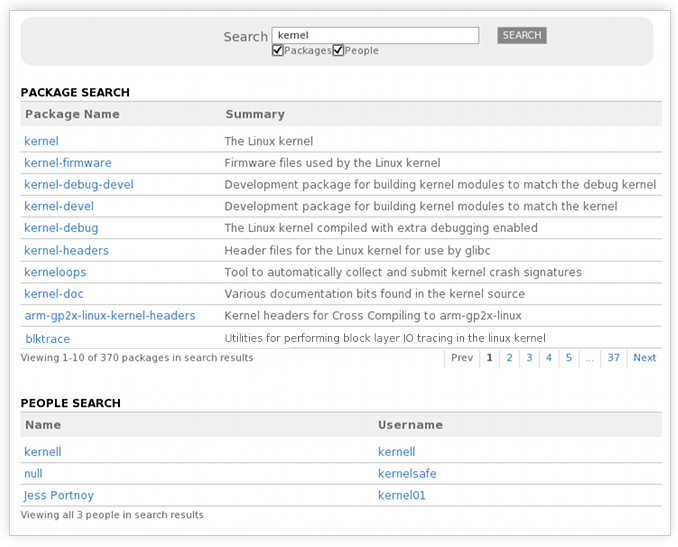 Search kernel SEARCH
Packages People
PACKAGE SEARCH
Package Name Summary
kernel The Linux kernel
kernel-firmware Firmware files used by the Linux kernel
kernel-debug-devel Development package for building kernel modules to match the debug kernel
kernel-devel Development package for building kernel modules to match the kernel
kernel-debug The Linux kernel compiled with extra debugging enabled
kernel-headers Header files for the Linux kernel for use by glibc
kerneloops Tool to automatically collect and submit kernel crash signatures
kernel-doc Various documentation bits found in the kernel source
arm-gp2x-linux-kernel-headers Kernel headers for Cross Compiling to arm-gp2x-linux
blktrace Utilities for performing block layer IO tracing in the linux kernel
Viewing 1-10 of 370 packages in search results Prev 1 2 3 4 5 ... 37 Next
PEOPLE SEARCH
Name Username
kernell kernell
null kernelsafe
Jess Portnoy kernel01
Viewing all 3 people in search results